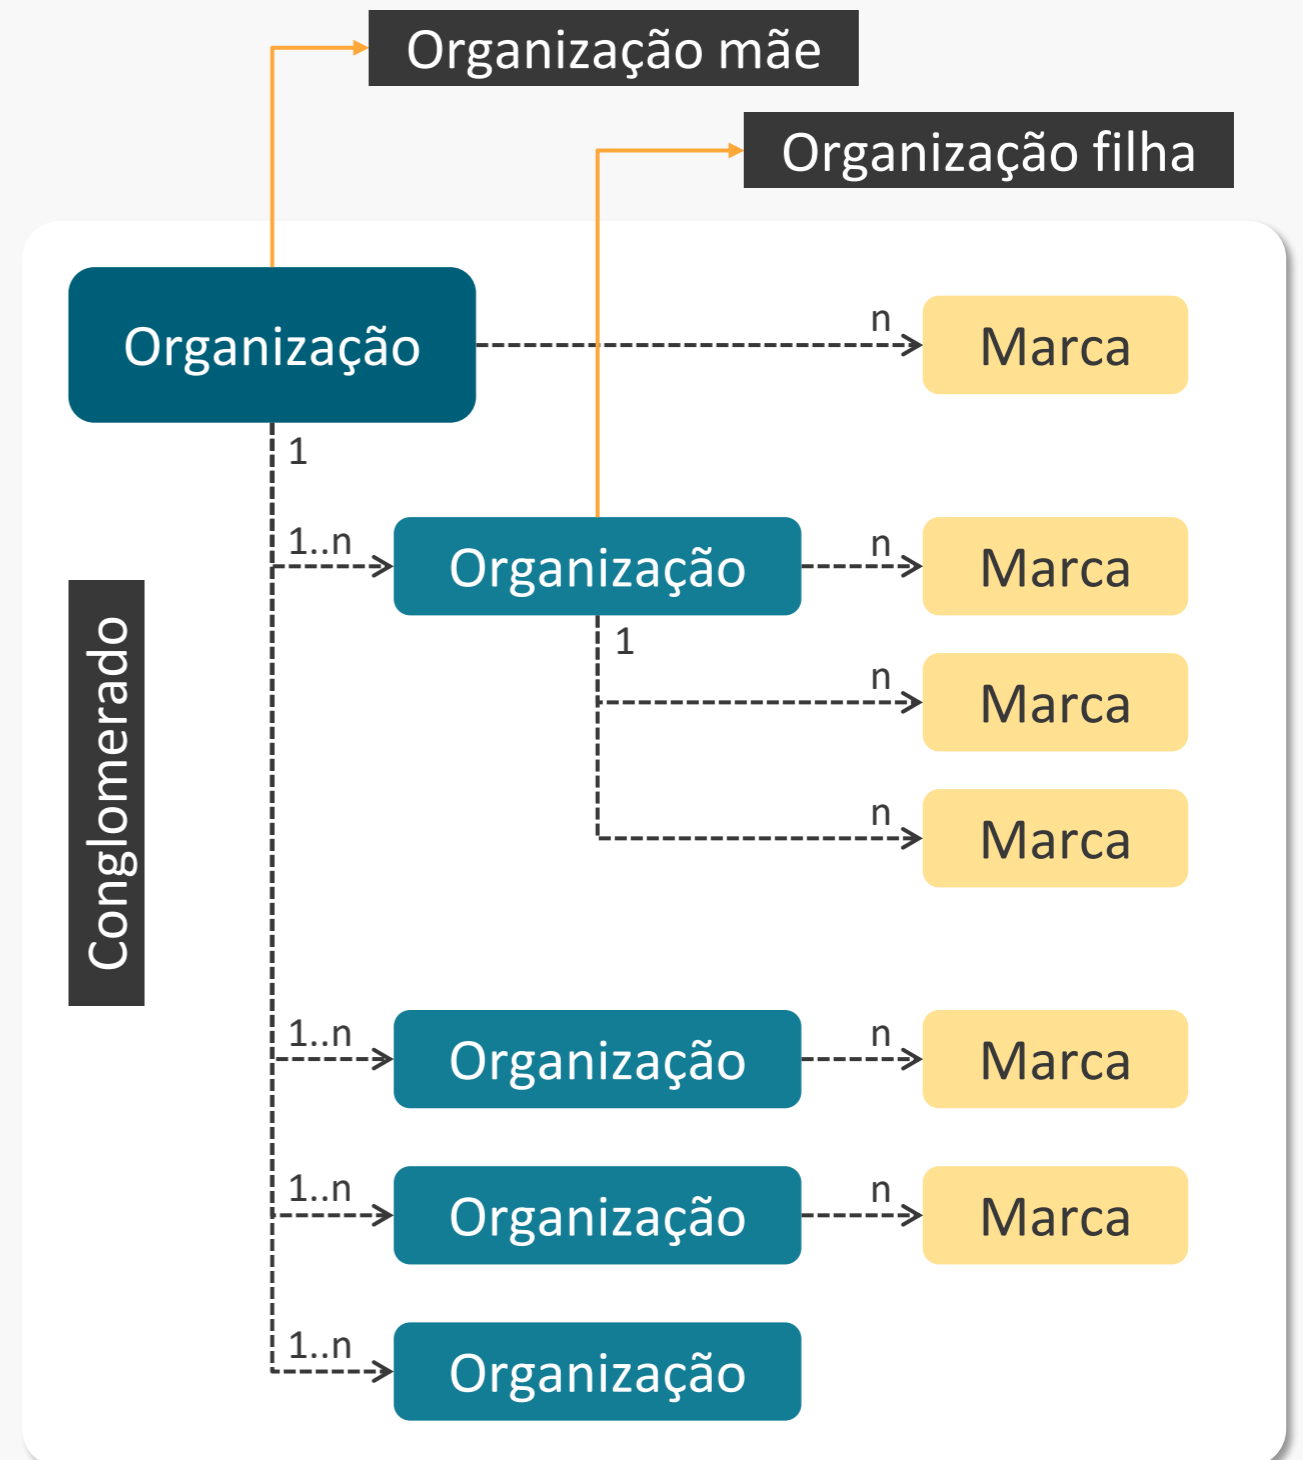 Organização mãe
Organização filha
Organização
n
Marca
1
1..n
Organização
n
Marca
1
n
Marca
n
Marca
Conglomerado
1..n
Organização
n
Marca
1..n
Organização
n
Marca
1..n
Organização